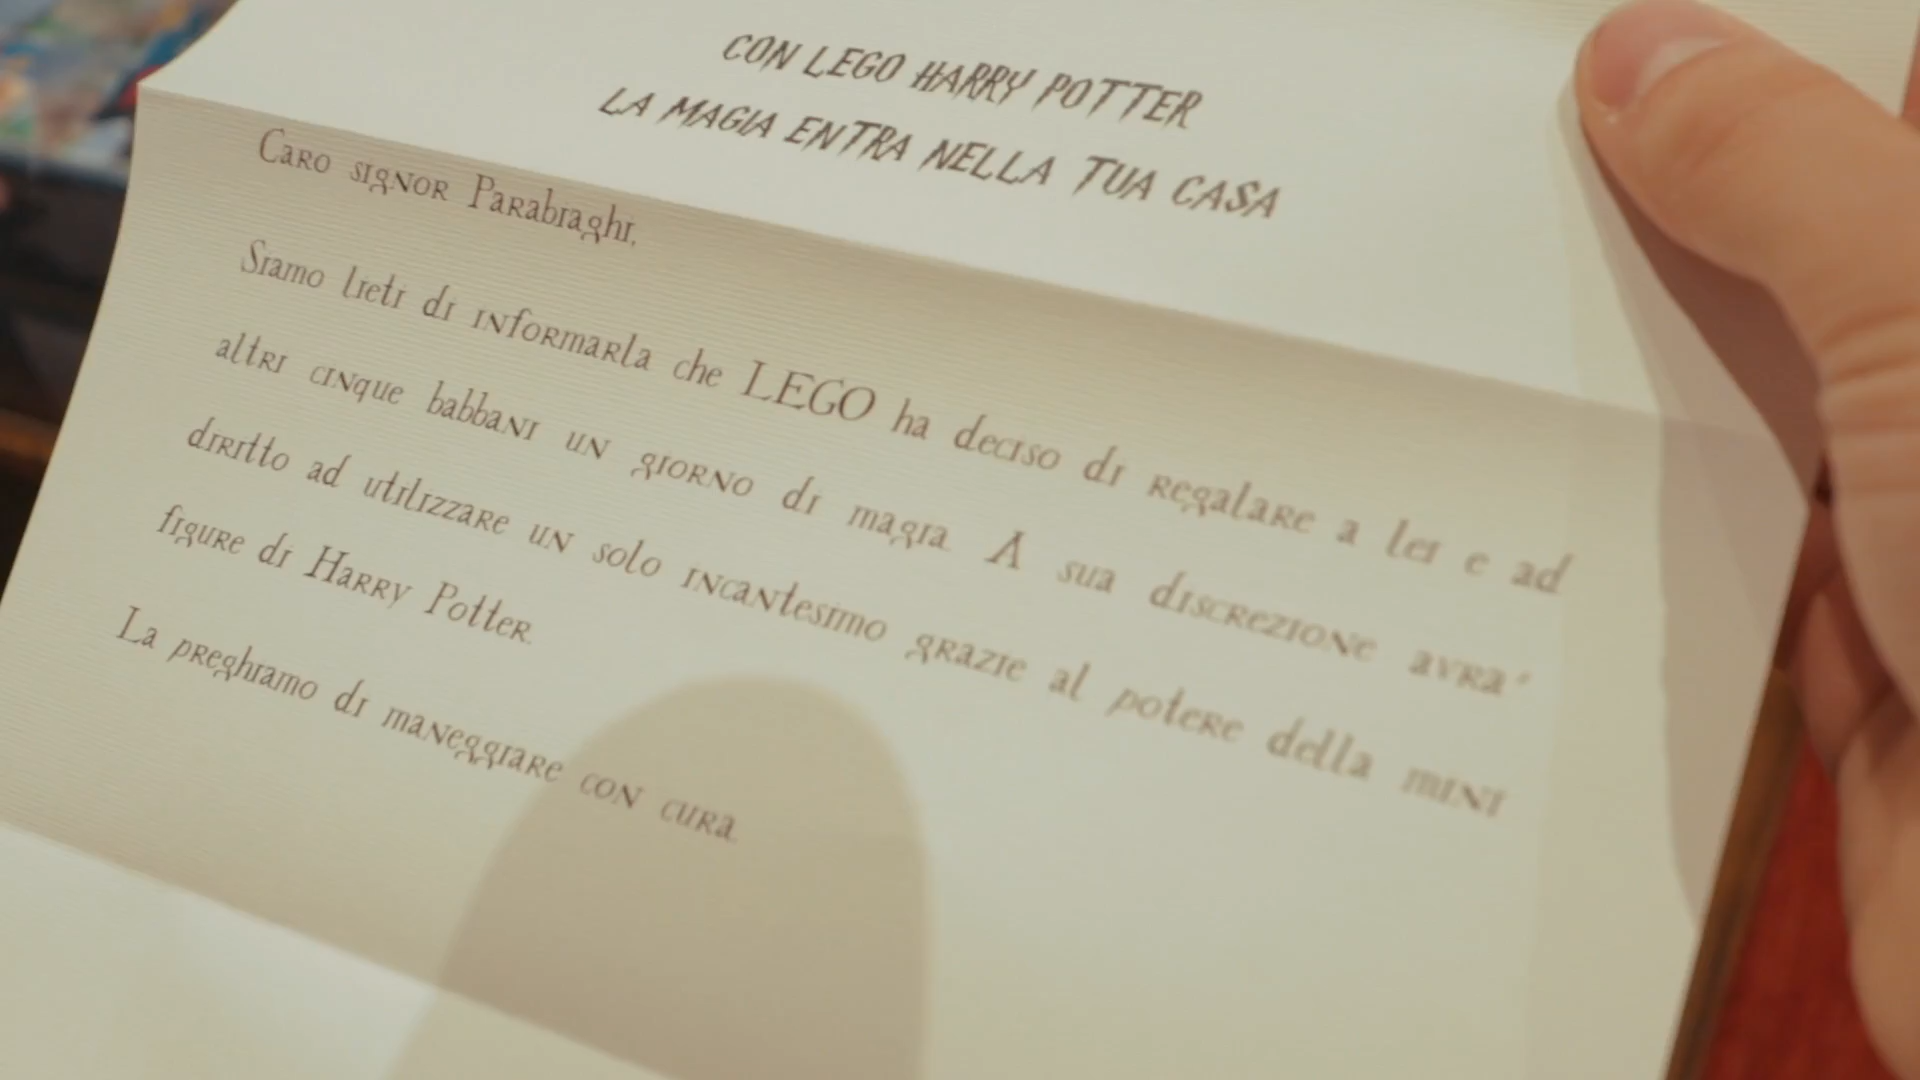 CON LEGO HARRY POTTER
LA MAGIA ENTRA NELLA TUA CASA
Caro signor Parabiaghi,
Siamo lieti di informarla che LEGO ha deciso di regalare a lei e ad
altri cinque babbani un giorno di magia. A sua discrezione avra'
diritto ad utilizzare un solo incantesimo grazie al potere della mini
figure di Harry Potter.
La preghiamo di maneggiare con cura.